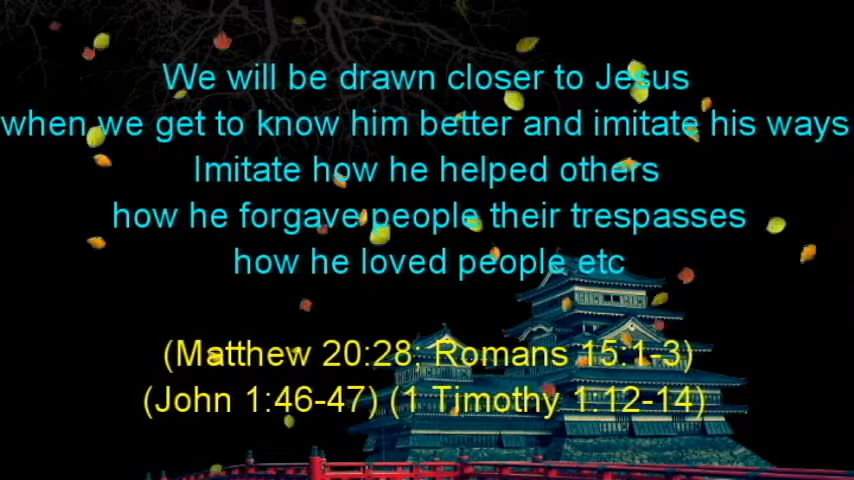 We will be drawn closer to Jesus
when we get to know him better and imitate his ways
Imitate how he helped others
how he forgave people their trespasses
how he loved people etc
(Matthew 20:28; Romans 15:1-3)
(John 1:46-47) (1 Timothy 1:12-14)